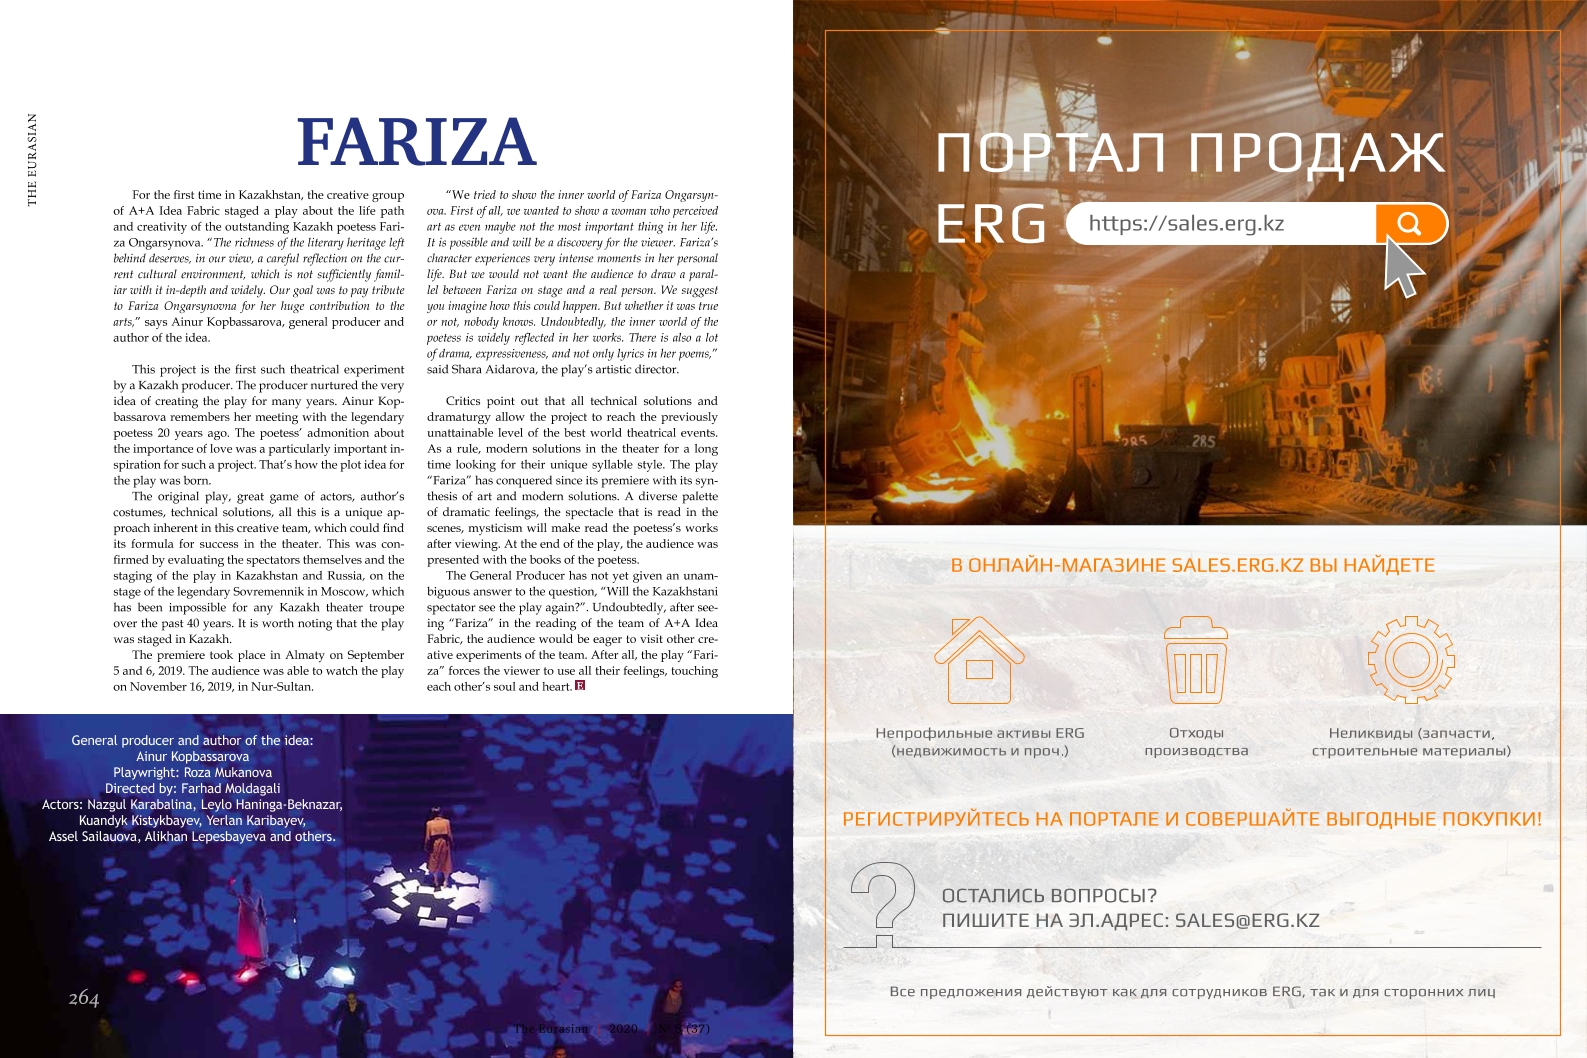 THE EURASIAN
FARIZA
For the first time in Kazakhstan, the creative group
of A+A Idea Fabric staged a play about the life path
and creativity of the outstanding Kazakh poetess Fari-
za Ongarsynova. “The richness of the literary heritage left
behind deserves, in our view, a careful reflection on the cur-
rent cultural environment, which is not sufficiently famil-
iar with it in-depth and widely. Our goal was to pay tribute
to Fariza Ongarsynovna for her huge contribution to the
arts,” says Ainur Kopbassarova, general producer and
author of the idea.
This project is the first such theatrical experiment
by a Kazakh producer. The producer nurtured the very
idea of creating the play for many years. Ainur Kop-
bassarova remembers her meeting with the legendary
poetess 20 years ago. The poetess’ admonition about
the importance of love was a particularly important in-
spiration for such a project. That’s how the plot idea for
the play was born.
The original play, great game of actors, author’s
costumes, technical solutions, all this is a unique ap-
proach inherent in this creative team, which could find
its formula for success in the theater. This was con-
firmed by evaluating the spectators themselves and the
staging of the play in Kazakhstan and Russia, on the
stage of the legendary Sovremennik in Moscow, which
has been impossible for any Kazakh theater troupe
over the past 40 years. It is worth noting that the play
was staged in Kazakh.
The premiere took place in Almaty on September
5 and 6, 2019. The audience was able to watch the play
on November 16, 2019, in Nur-Sultan.
“We tried to show the inner world of Fariza Ongarsyn-
ova. First of all, we wanted to show a woman who perceived
art as even maybe not the most important thing in her life.
It is possible and will be a discovery for the viewer. Fariza’s
character experiences very intense moments in her personal
life. But we would not want the audience to draw a paral-
lel between Fariza on stage and a real person. We suggest
you imagine how this could happen. But whether it was true
or not, nobody knows. Undoubtedly, the inner world of the
poetess is widely reflected in her works. There is also a lot
of drama, expressiveness, and not only lyrics in her poems,”
said Shara Aidarova, the play’s artistic director.
Critics point out that all technical solutions and
dramaturgy allow the project to reach the previously
unattainable level of the best world theatrical events.
As a rule, modern solutions in the theater for a long
time looking for their unique syllable style. The play
“Fariza” has conquered since its premiere with its syn-
thesis of art and modern solutions. A diverse palette
of dramatic feelings, the spectacle that is read in the
scenes, mysticism will make read the poetess’s works
after viewing. At the end of the play, the audience was
presented with the books of the poetess.
The General Producer has not yet given an unam-
biguous answer to the question, “Will the Kazakhstani
spectator see the play again?”. Undoubtedly, after see-
ing “Fariza” in the reading of the team of A+A Idea
Fabric, the audience would be eager to visit other cre-
ative experiments of the team. After all, the play “Fari-
za” forces the viewer to use all their feelings, touching
each other’s soul and heart. E
General producer and author of the idea:
Ainur Kopbassarova
Playwright: Roza Mukanova
Directed by: Farhad Moldagali
Actors: Nazgul Karabalina, Leylo Haninga-Beknazar,
Kuandyk Kistykbayev, Yerlan Karibayev,
Assel Sailauova, Alikhan Lepesbayeva and others.
264
The Eurasian 2020 (37)
ПОРТАЛ ПРОДАЖ
ERG https://sales.erg.kz
285 285
В ОНЛАЙН-МАГАЗИНЕ SALES.ERG.KZ ВЫ НАЙДЕТЕ
Непрофильные активы ERG
(недвижимость и проч.)
Отходы
производства
Неликвиды (запчасти,
строительные материалы)
РЕГИСТРИРУЙТЕСЬ НА ПОРТАЛЕ И СОВЕРШАЙТЕ ВЫГОДНЫЕ ПОКУПКИ!
?
ОСТАЛИСЬ ВОПРОСЫ?
ПИШИТЕ НА ЭЛ.АДРЕС: SALES@ERG.KZ
Все предложения действуют как для сотрудников ERG, так и для сторонних лиц